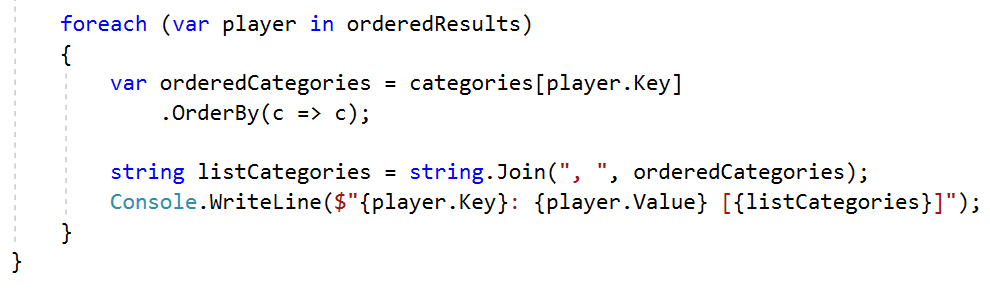 foreach (var player in orderedResults)
{
var orderedCategories = categories[player.Key]
.OrderBy(c => c);
string listCategories = string.Join(", ", orderedCategories);
Console.WriteLine($"{player.Key}: {player.Value} [{listCategories}]");
}
}